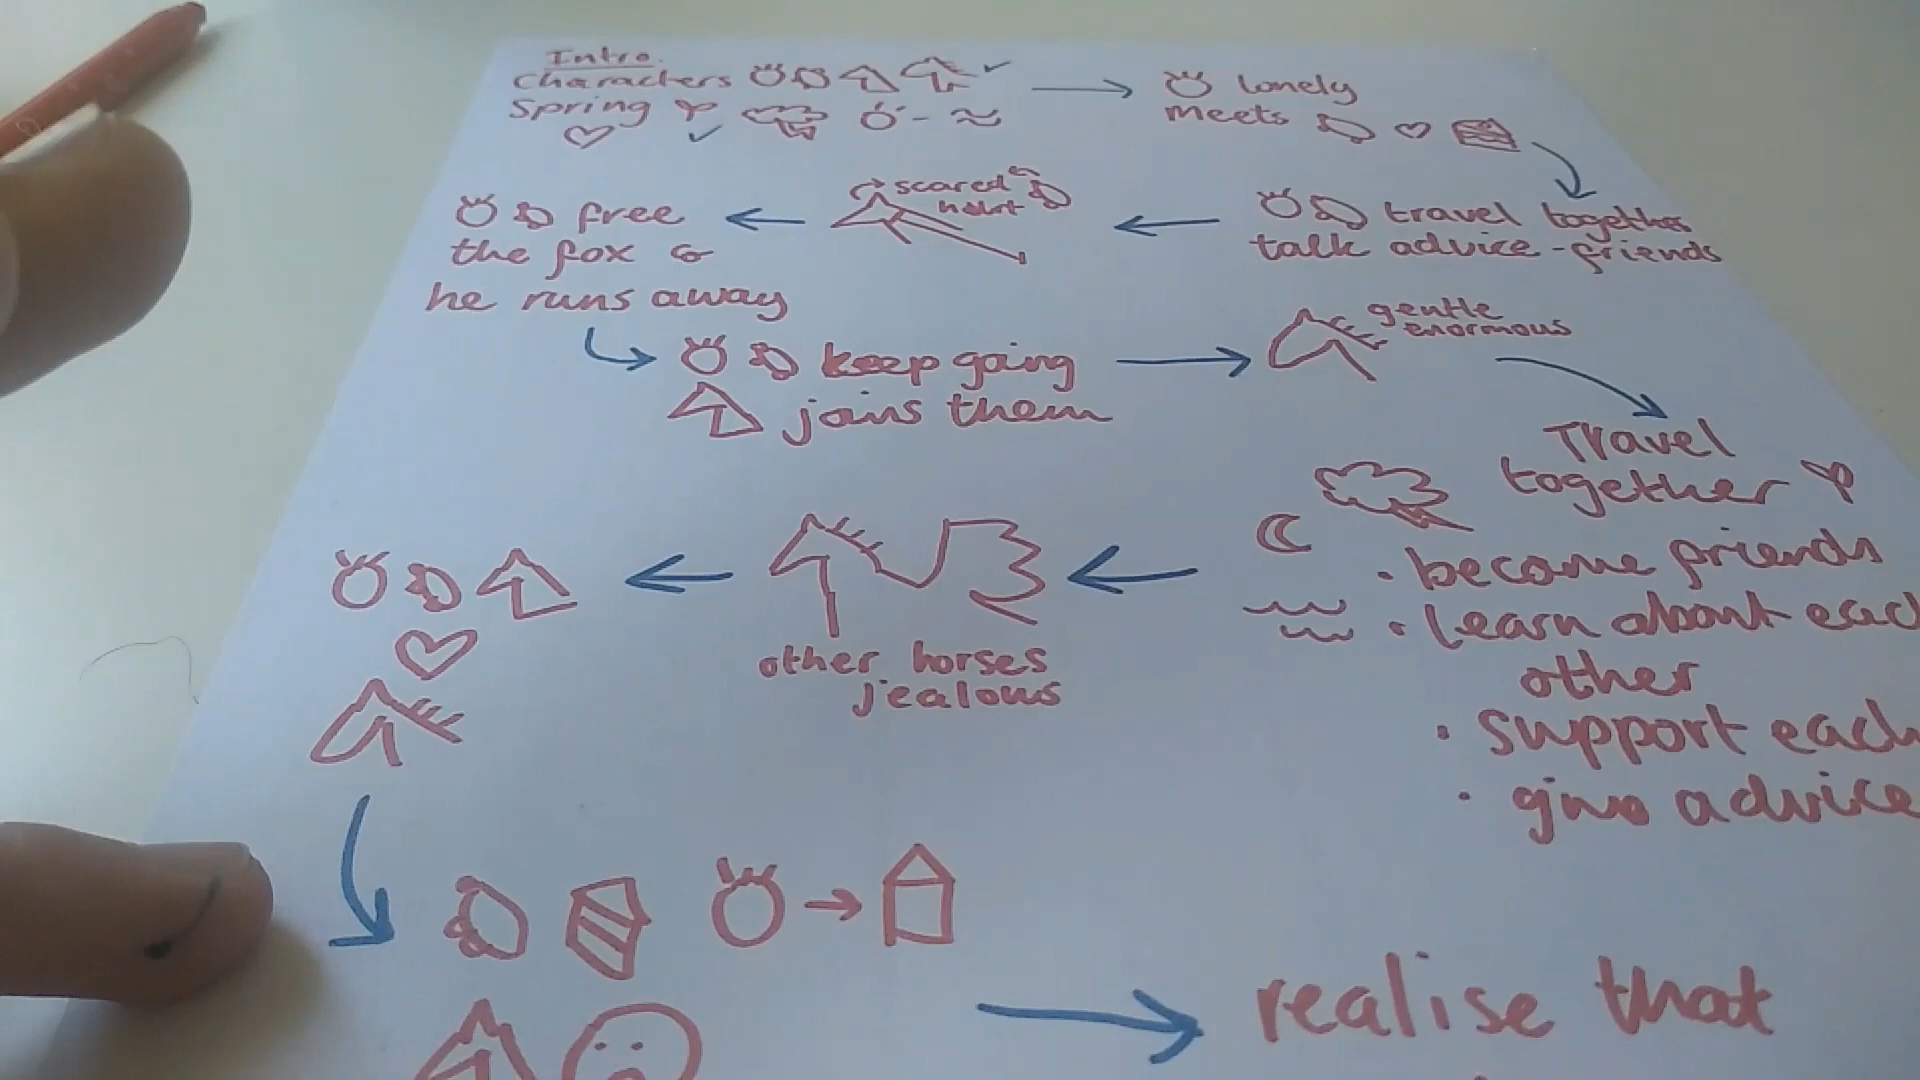 Intro.
Characters
Spring
lonely
meets
travel together
talk advice - friends
scared
hurt
free
the fox &
he runs away
keep going
joins them
gentle
enormous
Travel
together
• become friends
• learn about each
other
• support each
• give advice
other horses
jealous
realise that